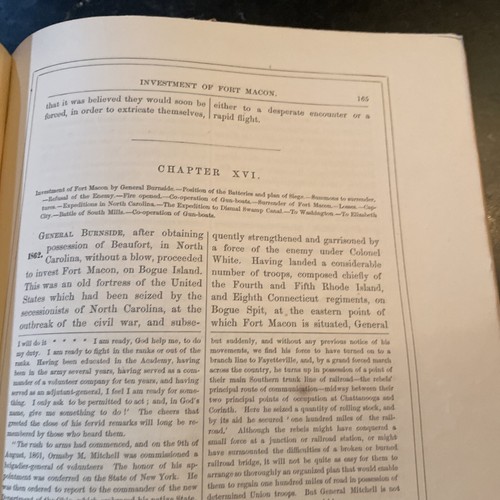 INVESTMENT OF FORT MACON.
165
that it was believed they would soon be
forced, in order to extricate themselves,
either to a desperate encounter or a
rapid flight.
CHAPTER XVI.
Investment of Fort Macon by General Burnside.—Position of the Batteries and plan of Siege.—Summons to surrender,
—Refusal of the Enemy.—Fire opened.—Co-operation of Gun-boats.—Surrender of Fort Macon.—Losses.—Cap-
tures.—Expeditions in North Carolina.—The Expedition to Dismal Swamp Canal.—To Washington.—To Elizabeth
City.—Battle of South Mills.—Co-operation of Gun-boats.
GENERAL BURNSIDE, after obtaining
possession of Beaufort, in North
1862.
Carolina, without a blow, proceeded
to invest Fort Macon, on Bogue Island.
This was an old fortress of the United
States which had been seized by the
secessionists of North Carolina, at the
outbreak of the civil war, and subse-
quently strengthened and garrisoned by
a force of the enemy under Colonel
White. Having landed a considerable
number of troops, composed chiefly of
the Fourth and Fifth Rhode Island,
and Eighth Connecticut regiments, on
Bogue Spit, at the eastern point of
which Fort Macon is situated, General
I will do it * * * * I am ready, God help me, to do
my duty. I am ready to fight in the ranks or out of the
ranks. Having been educated in the Academy, having
been in the army several years, having served as a com-
mander of a volunteer company for ten years, and having
served as an adjutant-general, I feel I am ready for some-
thing. I only ask to be permitted to act; and, in God's
name, give me something to do!' The cheers that
greeted the close of his fervid remarks will long be re-
membered by those who heard them.
"The rush to arms had commenced, and on the 9th of
August, 1861, Ormsby M. Mitchell was commissioned a
brigadier-general of volunteers The honor of his ap-
pointment was conferred on the State of New York. He
was then ordered to report to the commander of the new
but suddenly, and without any previous notice of his
movements, we find his force to have turned on to a
branch line to Fayetteville, and, by a grand forced march
across the country, he turns up in possession of a point of
their main Southern trunk line of railroad—the rebels'
principal route of communication—midway between their
two principal points of occupation at Chattanooga and
Corinth. Here he seized a quantity of rolling stock, and
by its aid he secured 'one hundred miles of the rail-
road.' Although the rebels might have conquered a
small force at a junction or railroad station, or might
have surmounted the difficulties of a broken or burned
railroad bridge, it will not be quite so easy for them to
arrange so thoroughly an organized plan that would enable
them to regain one hundred miles of road in possession of
determined Union troops. But General Mitchell is not